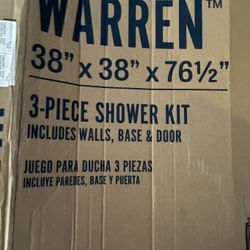 WARREN™
38" x 38" x 76½"
3-PIECE SHOWER KIT
INCLUDES WALLS, BASE & DOOR
JUEGO PARA DUCHA 3 PIEZAS
INCLUYE PAREDES, BASE Y PUERTA